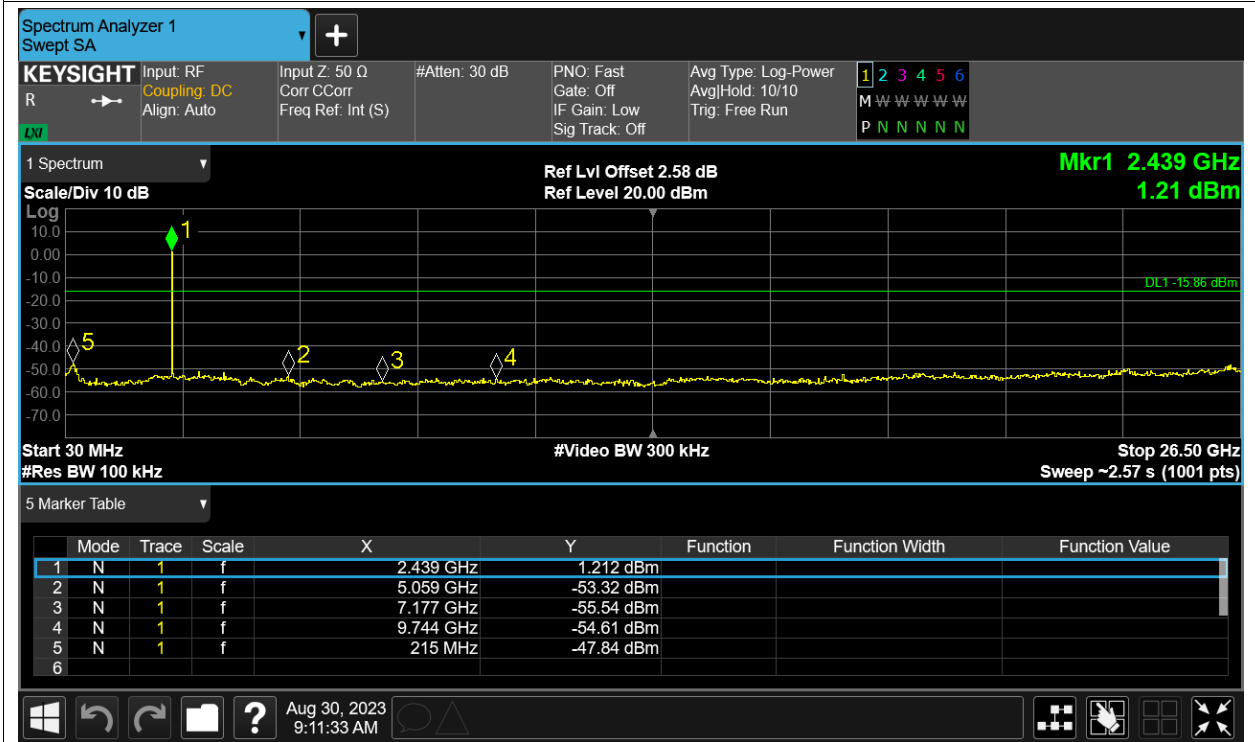 Spectrum Analyzer 1
Swept SA
+
KEYSIGHT
R
LXI
Input: RF
Coupling: DC
Align: Auto
Input Z: 50 Ω
Corr CCorr
Freq Ref: Int (S)
#Atten: 30 dB
PNO: Fast
Gate: Off
IF Gain: Low
Sig Track: Off
Avg Type: Log-Power
Avg|Hold: 10/10
Trig: Free Run
1 2 3 4 5 6
M W W W W W
P N N N N N
1 Spectrum
Scale/Div 10 dB
Ref Lvl Offset 2.58 dB
Ref Level 20.00 dBm
Mkr1 2.439 GHz
1.21 dBm
Log
10.0
0.00
-10.0
-20.0
-30.0
-40.0
-50.0
-60.0
-70.0
1
DL1 -15.86 dBm
5
2
3
4
Start 30 MHz
#Res BW 100 kHz
#Video BW 300 kHz
Stop 26.50 GHz
Sweep ~2.57 s (1001 pts)
5 Marker Table
Mode Trace Scale X Y Function Function Width Function Value
1 N 1 f 2.439 GHz 1.212 dBm
2 N 1 f 5.059 GHz -53.32 dBm
3 N 1 f 7.177 GHz -55.54 dBm
4 N 1 f 9.744 GHz -54.61 dBm
5 N 1 f 215 MHz -47.84 dBm
6
?
Aug 30, 2023
9:11:33 AM